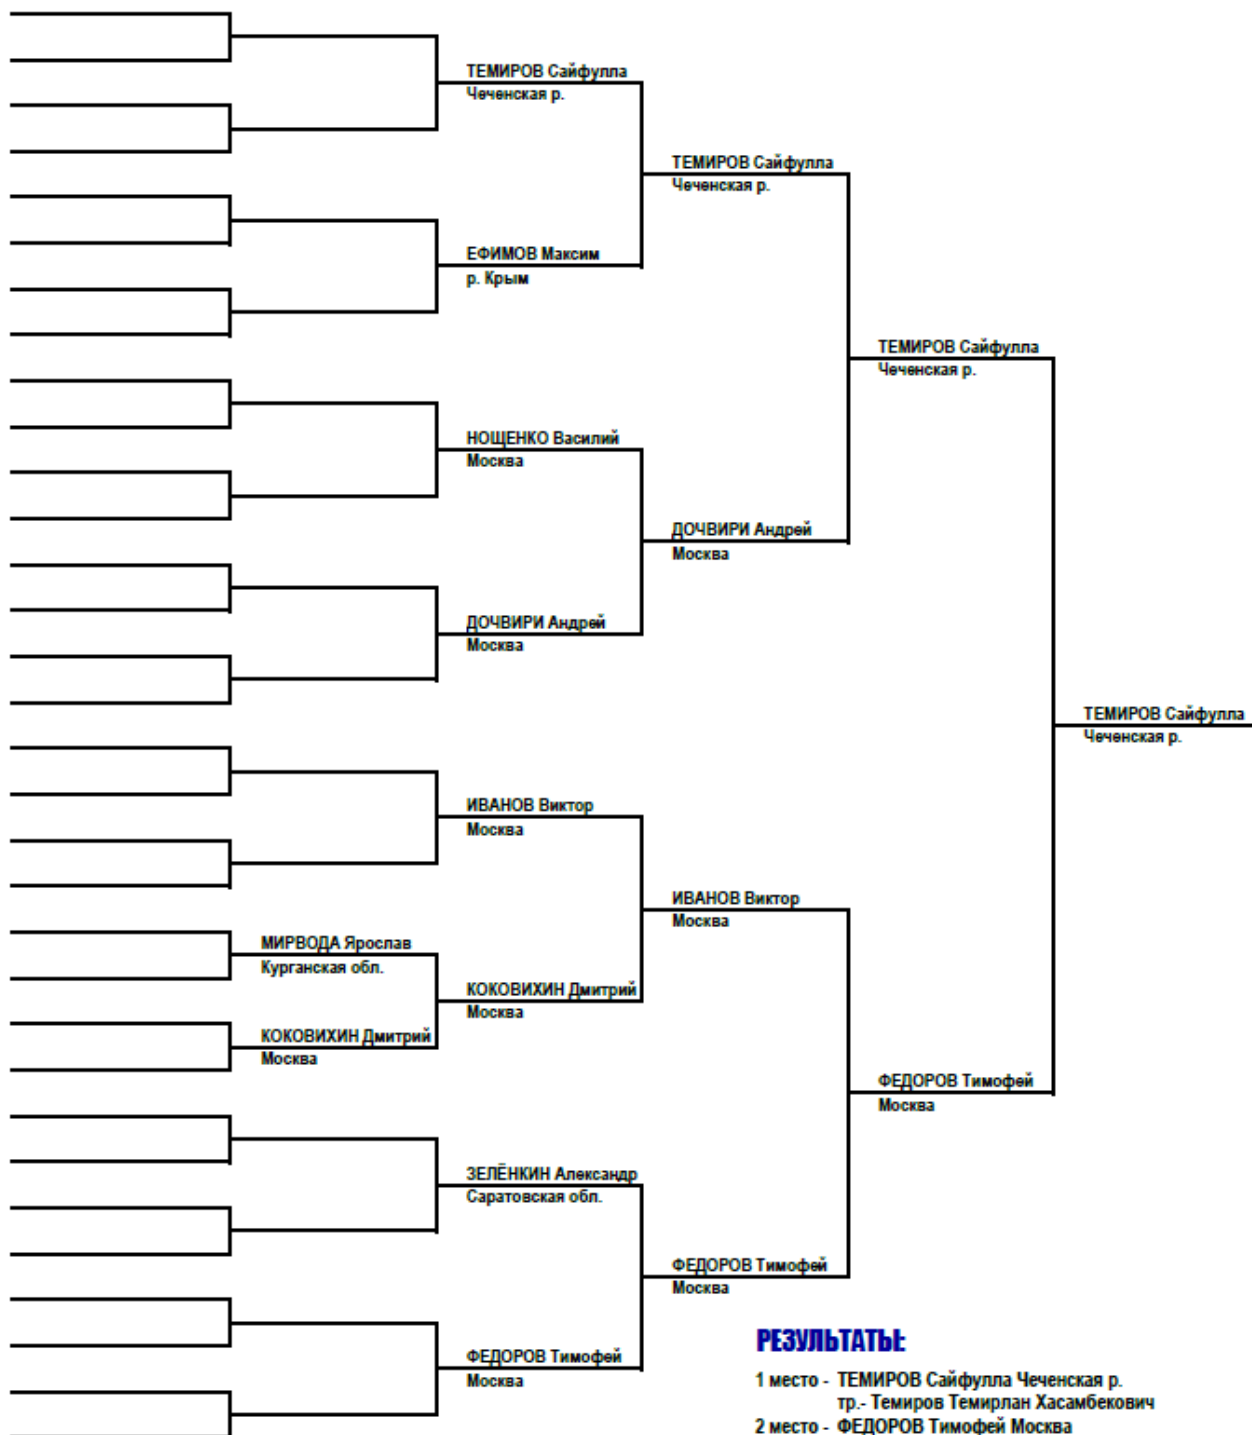 ТЕМИРОВ Сайфулла
Чеченская р.
ТЕМИРОВ Сайфулла
Чеченская р.
ЕФИМОВ Максим
р. Крым
ТЕМИРОВ Сайфулла
Чеченская р.
НОЩЕНКО Василий
Москва
ДОЧВИРИ Андрей
Москва
ДОЧВИРИ Андрей
Москва
ТЕМИРОВ Сайфулла
Чеченская р.
ИВАНОВ Виктор
Москва
ИВАНОВ Виктор
Москва
МИРВОДА Ярослав
Курганская обл.
КОКОВИХИН Дмитрий
Москва
КОКОВИХИН Дмитрий
Москва
ФЕДОРОВ Тимофей
Москва
ЗЕЛЁНКИН Александр
Саратовская обл.
ФЕДОРОВ Тимофей
Москва
ФЕДОРОВ Тимофей
Москва
РЕЗУЛЬТАТЫ:
1 место - ТЕМИРОВ Сайфулла Чеченская р.
тр.- Темиров Темирлан Хасамбекович
2 место - ФЕДОРОВ Тимофей Москва